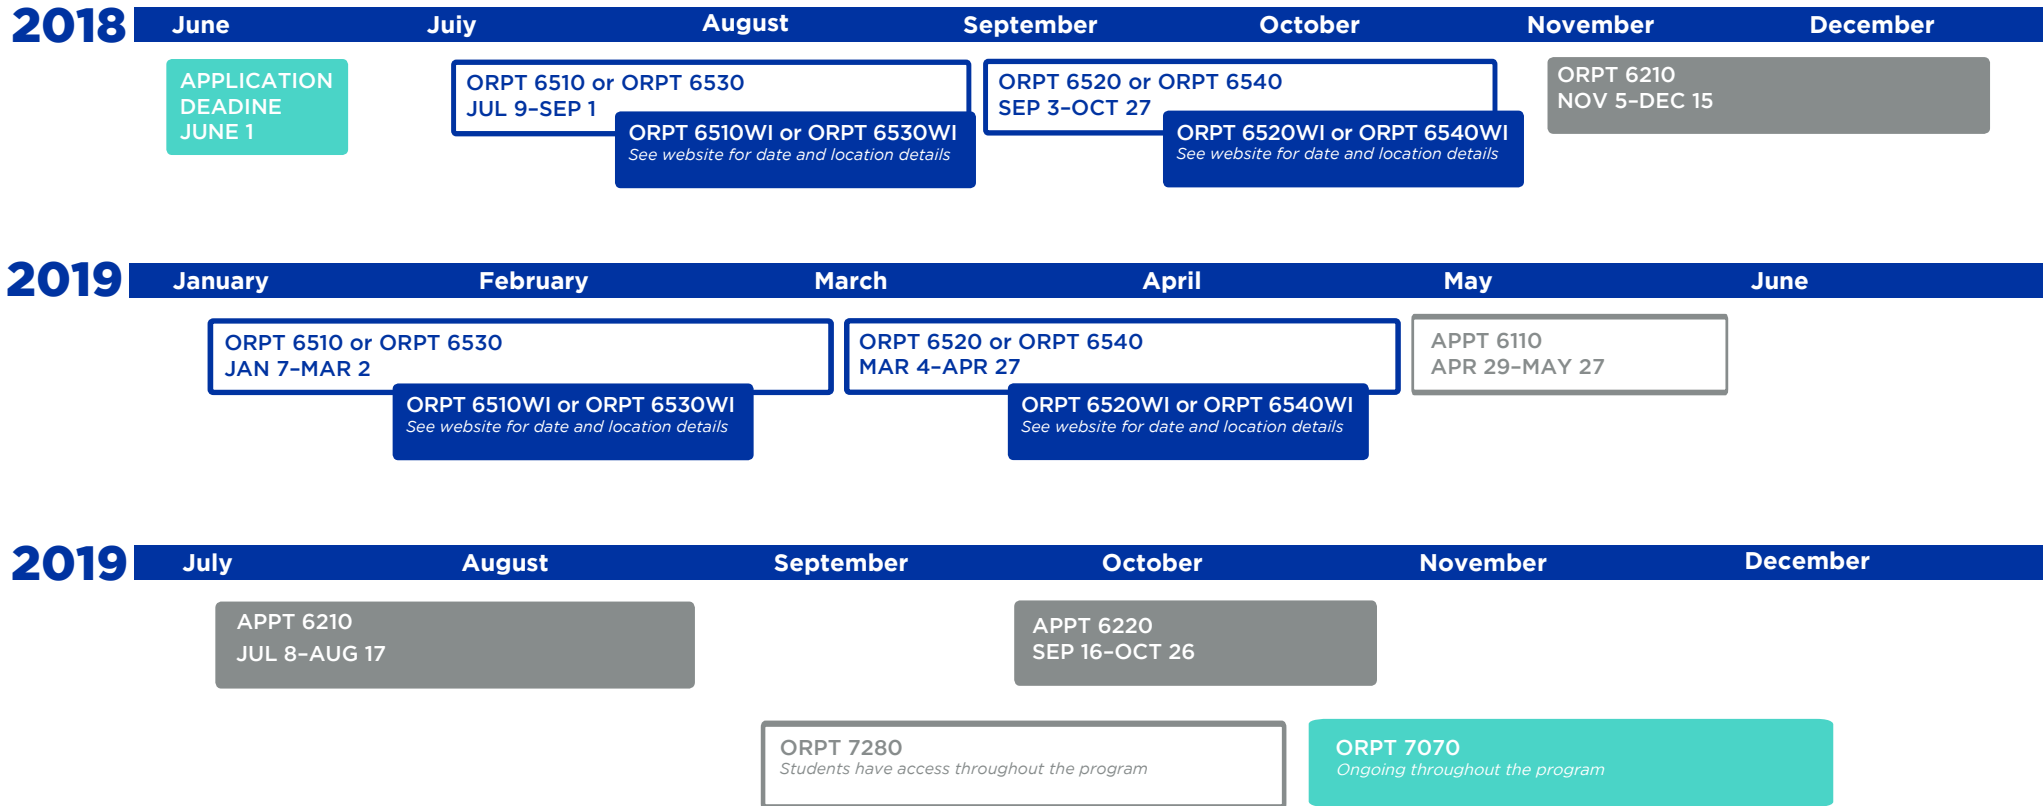 2018 June Juiy August September October November December
APPLICATION
DEADINE
JUNE 1
ORPT 6510 or ORPT 6530
JUL 9–SEP 1
ORPT 6510WI or ORPT 6530WI
See website for date and location details
ORPT 6520 or ORPT 6540
SEP 3–OCT 27
ORPT 6520WI or ORPT 6540WI
See website for date and location details
ORPT 6210
NOV 5–DEC 15
2019 January February March April May June
ORPT 6510 or ORPT 6530
JAN 7–MAR 2
ORPT 6510WI or ORPT 6530WI
See website for date and location details
ORPT 6520 or ORPT 6540
MAR 4–APR 27
ORPT 6520WI or ORPT 6540WI
See website for date and location details
APPT 6110
APR 29–MAY 27
2019 July August September October November December
APPT 6210
JUL 8–AUG 17
APPT 6220
SEP 16–OCT 26
ORPT 7280
Students have access throughout the program
ORPT 7070
Ongoing throughout the program